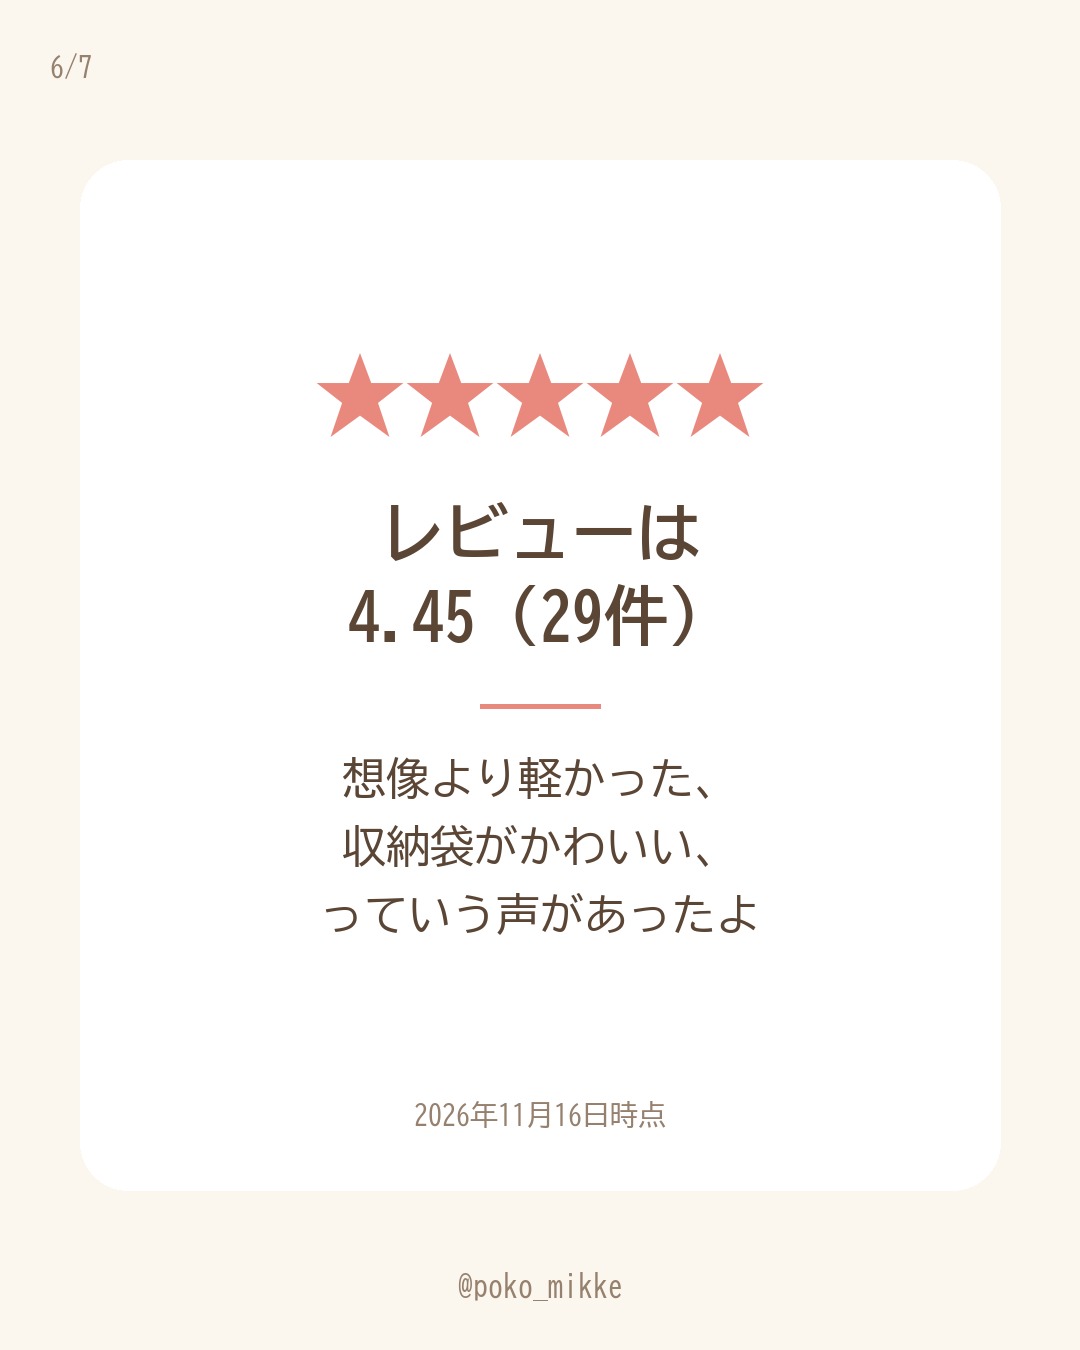 6/7
★★★★★
レビューは
4.45（29件）
想像より軽かった、
収納袋がかわいい、
っていう声があったよ
2026年11月16日時点
@poko_mikke